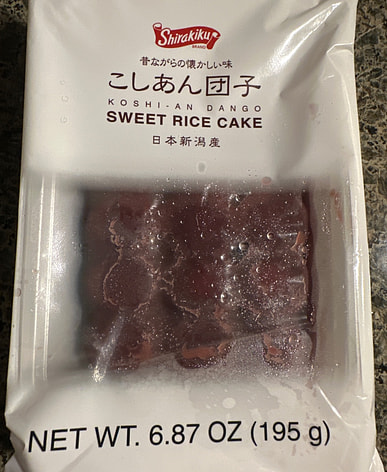 Shirakiku
BRAND
昔ながらの懐かしい味
こしあん団子
KOSHI-AN DANGO
SWEET RICE CAKE
日本新潟産
NET WT. 6.87 OZ (195 g)